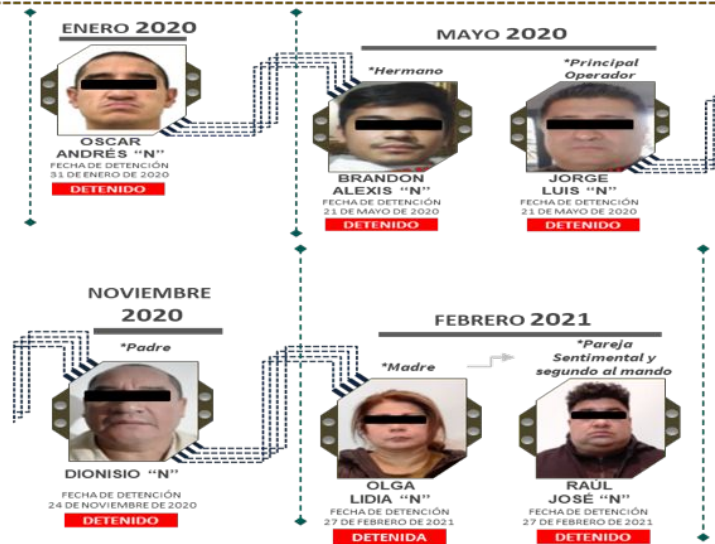 ENERO 2020
OSCAR
ANDRÉS “N”
FECHA DE DETENCIÓN
31 DE ENERO DE 2020
DETENIDO
MAYO 2020
*Hermano
BRANDON
ALEXIS “N”
FECHA DE DETENCIÓN
21 DE MAYO DE 2020
DETENIDO
*Principal
Operador
JORGE
LUIS “N”
FECHA DE DETENCIÓN
21 DE MAYO DE 2020
DETENIDO
NOVIEMBRE
2020
*Padre
DIONISIO “N”
FECHA DE DETENCIÓN
24 DE NOVIEMBRE DE 2020
DETENIDO
FEBRERO 2021
*Madre
OLGA
LIDIA “N”
FECHA DE DETENCIÓN
27 DE FEBRERO DE 2021
DETENIDA
*Pareja
Sentimental y
segundo al mando
RAÚL
JOSÉ “N”
FECHA DE DETENCIÓN
27 DE FEBRERO DE 2021
DETENIDO